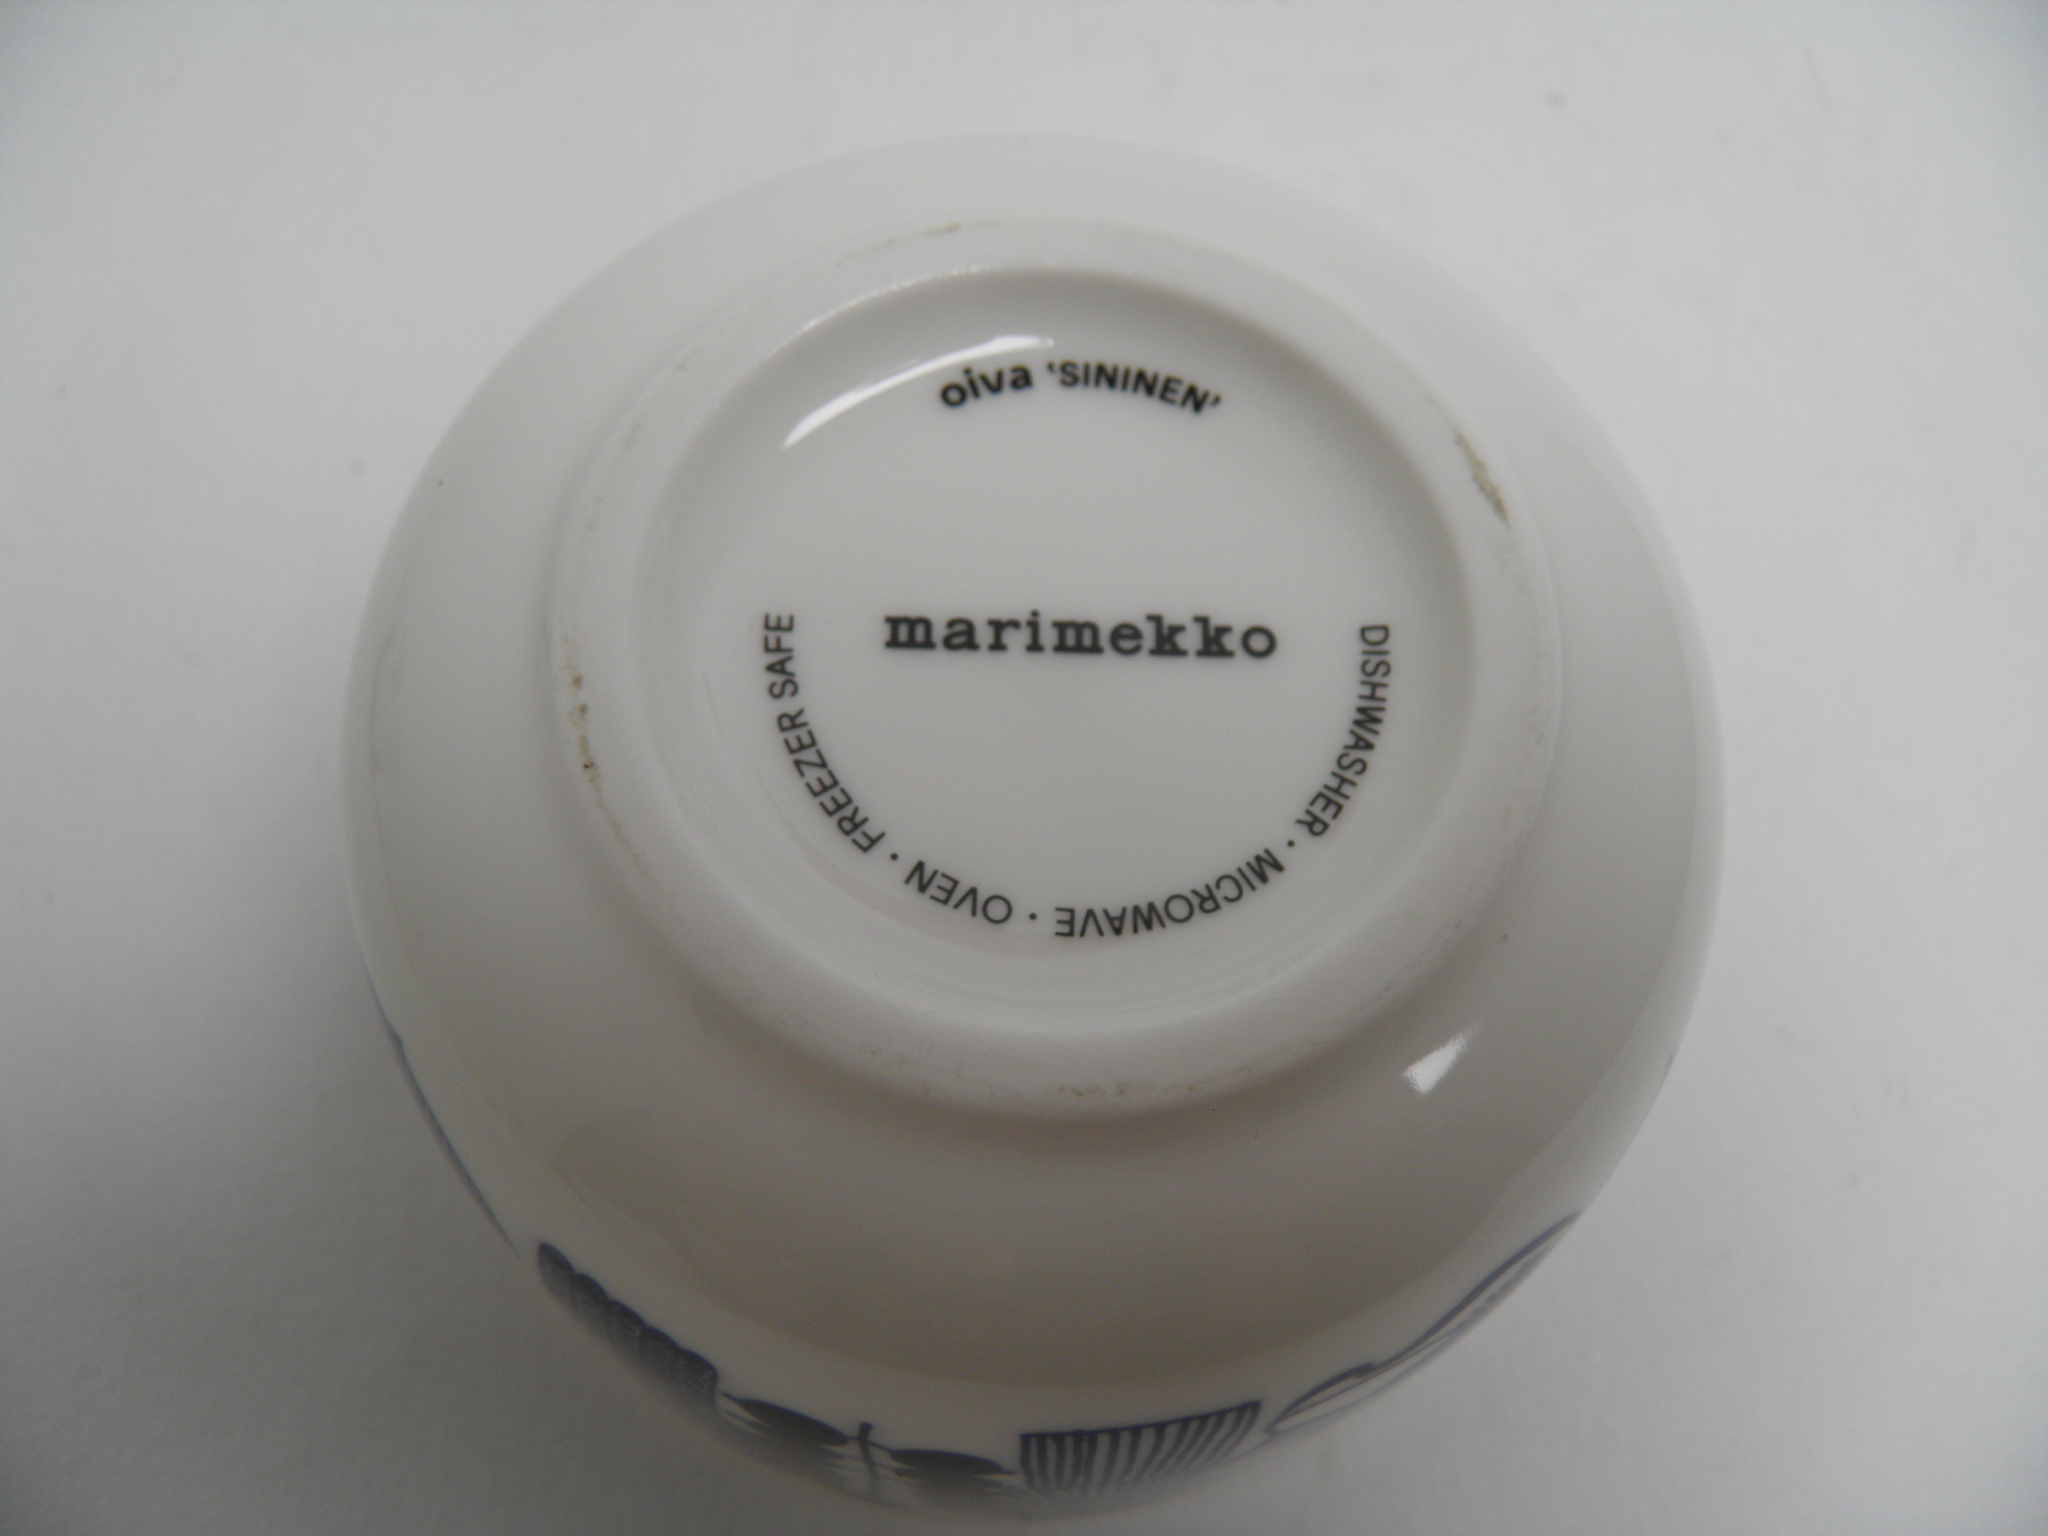 oiva 'SININEN'
marimekko
DISHWASHER · MICROWAVE · OVEN · FREEZER SAFE